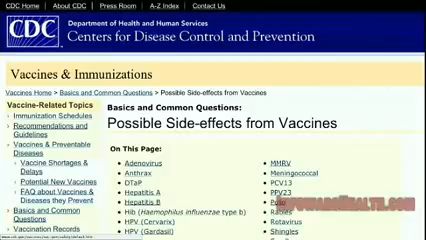 CDC Home | About CDC | Press Room | A-Z Index | Contact Us
CDC
Department of Health and Human Services
Centers for Disease Control and Prevention
Vaccines & Immunizations
Vaccines Home > Basics and Common Questions > Possible Side-effects from Vaccines
Vaccine-Related Topics
Immunization Schedules
Recommendations and
Guidelines
Vaccines & Preventable
Diseases
Vaccine Shortages &
Delays
Potential New Vaccines
FAQ about Vaccines &
Diseases they Prevent
Basics and Common
Questions
Vaccination Records
Basics and Common Questions:
Possible Side-effects from Vaccines
On This Page:
Adenovirus
Anthrax
DTaP
Hepatitis A
Hepatitis B
Hib (Haemophilus influenzae type b)
HPV (Cervarix)
HPV (Gardasil)
MMRV
Meningococcal
PCV13
PPV23
Polio
Rabies
Rotavirus
Shingles